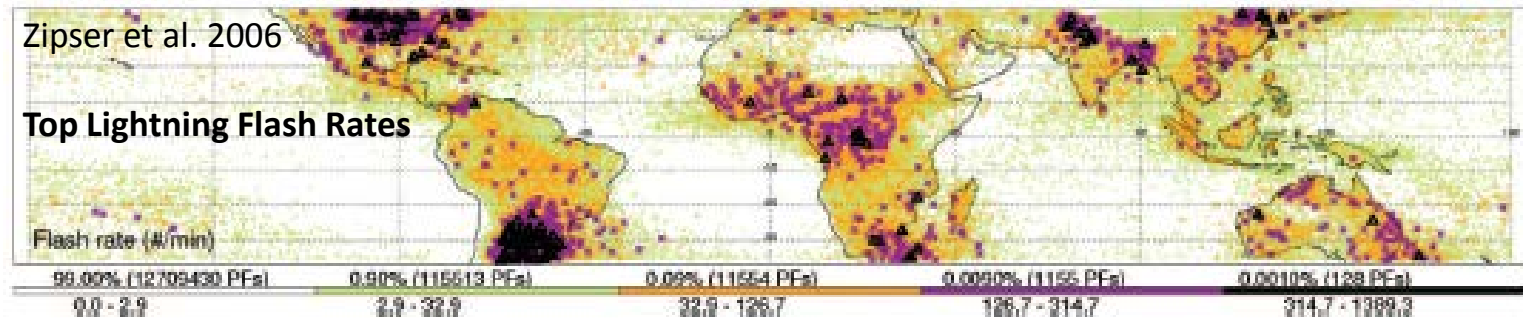 Zipser et al. 2006
Top Lightning Flash Rates
Flash rate (#/min)
99.00% (12709430 PFs) 0.90% (115513 PFs) 0.09% (11554 PFs) 0.0090% (1155 PFs) 0.0010% (128 PFs)
0.0 - 2.9 2.9 - 32.9 32.9 - 126.7 126.7 - 314.7 314.7 - 1389.3